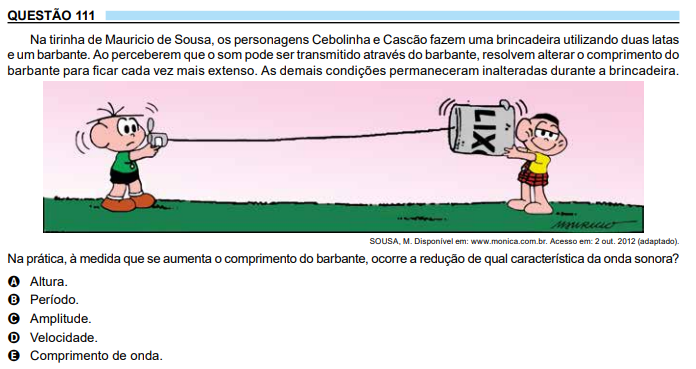 QUESTÃO 111
Na tirinha de Mauricio de Sousa, os personagens Cebolinha e Cascão fazem uma brincadeira utilizando duas latas
e um barbante. Ao perceberem que o som pode ser transmitido através do barbante, resolvem alterar o comprimento do
barbante para ficar cada vez mais extenso. As demais condições permaneceram inalteradas durante a brincadeira.
LIX
MAURICIO
SOUSA, M. Disponível em: www.monica.com.br. Acesso em: 2 out. 2012 (adaptado).
Na prática, à medida que se aumenta o comprimento do barbante, ocorre a redução de qual característica da onda sonora?
A Altura.
B Período.
C Amplitude.
D Velocidade.
E Comprimento de onda.